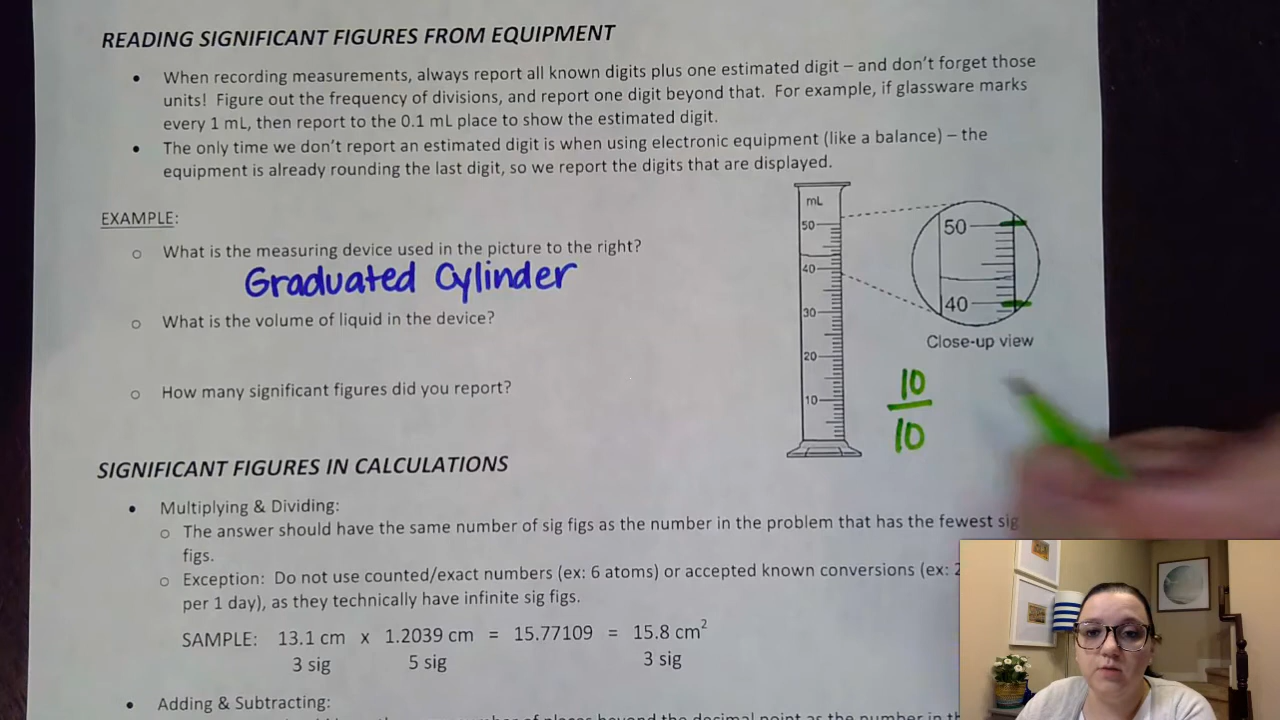 READING SIGNIFICANT FIGURES FROM EQUIPMENT
• When recording measurements, always report all known digits plus one estimated digit – and don't forget those
units! Figure out the frequency of divisions, and report one digit beyond that. For example, if glassware marks
every 1 mL, then report to the 0.1 mL place to show the estimated digit.
• The only time we don't report an estimated digit is when using electronic equipment (like a balance) – the
equipment is already rounding the last digit, so we report the digits that are displayed.
EXAMPLE:
o What is the measuring device used in the picture to the right?
Graduated Cylinder
o What is the volume of liquid in the device?
o How many significant figures did you report?
mL
50
40
30
20
10
50
40
Close-up view
10
10
SIGNIFICANT FIGURES IN CALCULATIONS
• Multiplying & Dividing:
o The answer should have the same number of sig figs as the number in the problem that has the fewest sig
figs.
o Exception: Do not use counted/exact numbers (ex: 6 atoms) or accepted known conversions (ex: 2
per 1 day), as they technically have infinite sig figs.
SAMPLE: 13.1 cm x 1.2039 cm = 15.77109 = 15.8 cm²
3 sig 5 sig 3 sig
• Adding & Subtracting: